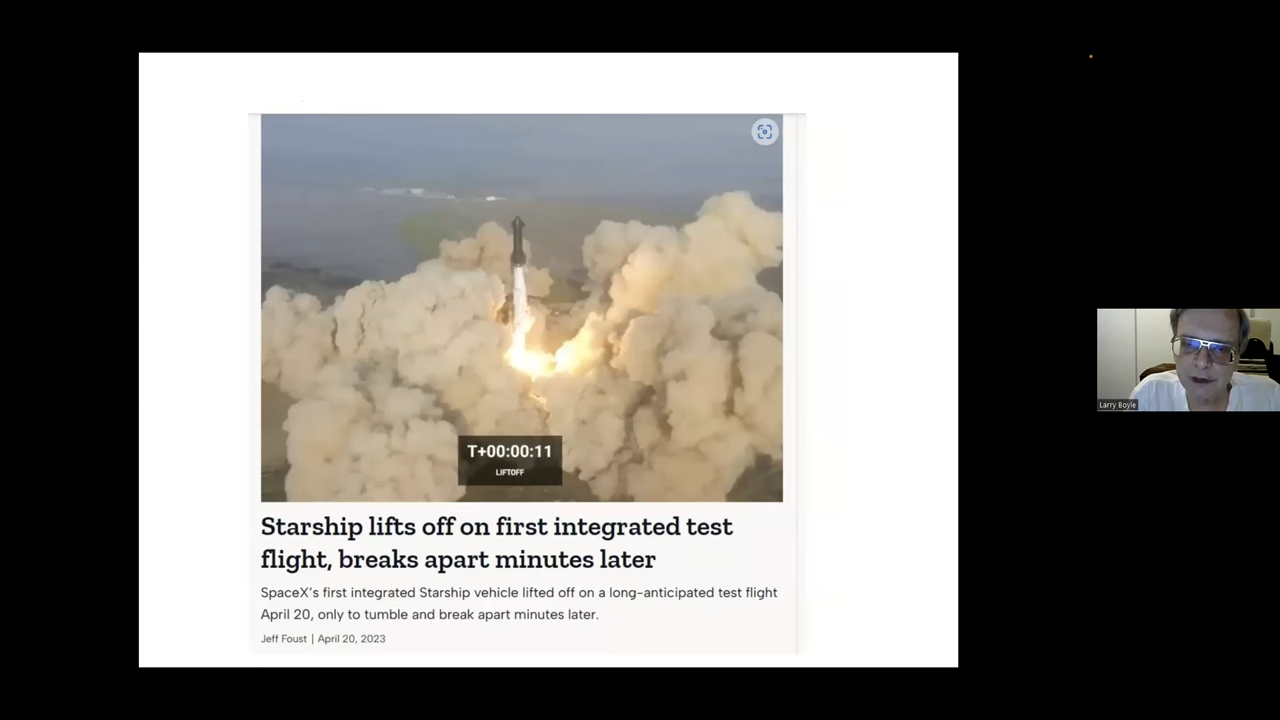 T+00:00:11
LIFTOFF
Starship lifts off on first integrated test
flight, breaks apart minutes later
SpaceX's first integrated Starship vehicle lifted off on a long-anticipated test flight
April 20, only to tumble and break apart minutes later.
Jeff Foust | April 20, 2023
Larry Boyle